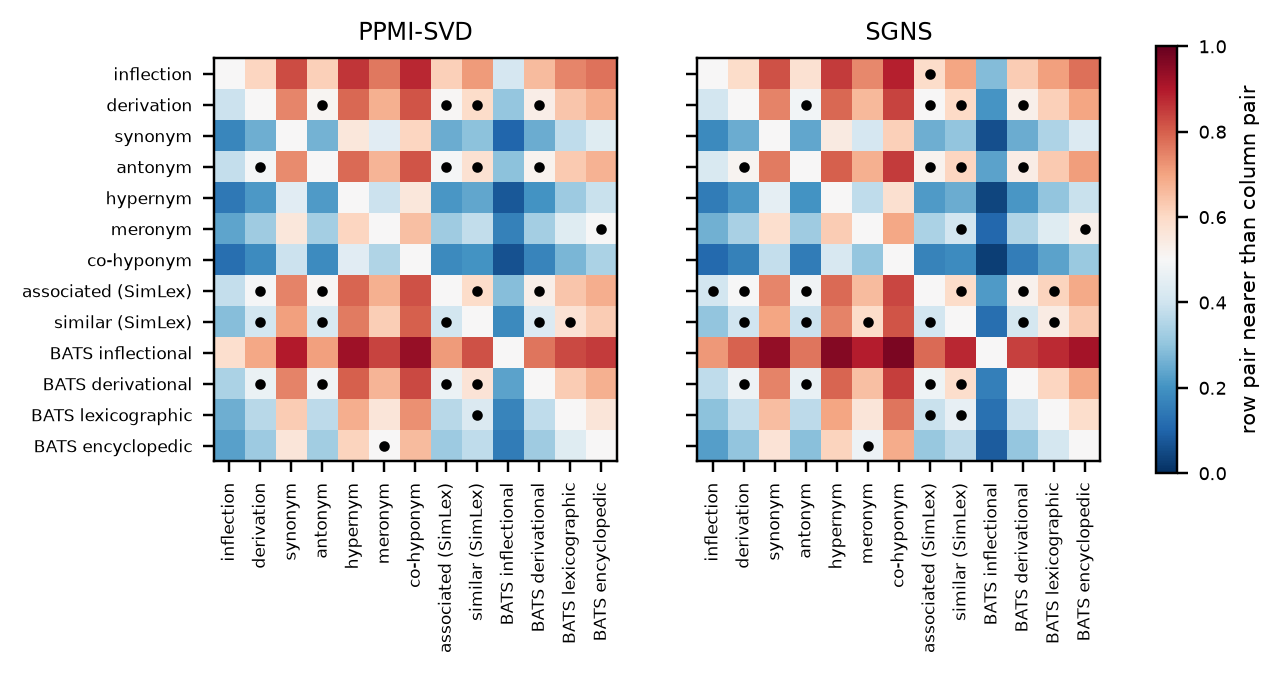 PPMI-SVD
SGNS
inflection
derivation
synonym
antonym
hypernym
meronym
co-hyponym
associated (SimLex)
similar (SimLex)
BATS inflectional
BATS derivational
BATS lexicographic
BATS encyclopedic
inflection
derivation
synonym
antonym
hypernym
meronym
co-hyponym
associated (SimLex)
similar (SimLex)
BATS inflectional
BATS derivational
BATS lexicographic
BATS encyclopedic
inflection
derivation
synonym
antonym
hypernym
meronym
co-hyponym
associated (SimLex)
similar (SimLex)
BATS inflectional
BATS derivational
BATS lexicographic
BATS encyclopedic
1.0
0.8
0.6
0.4
0.2
0.0
row pair nearer than column pair